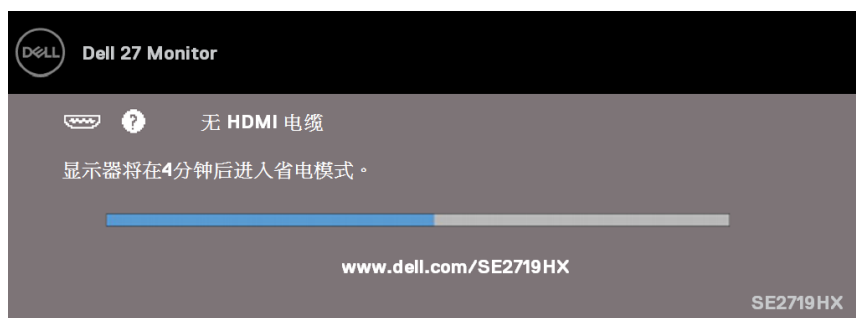 DELL Dell 27 Monitor
? 无 HDMI 电缆
显示器将在4分钟后进入省电模式。
www.dell.com/SE2719HX
SE2719HX